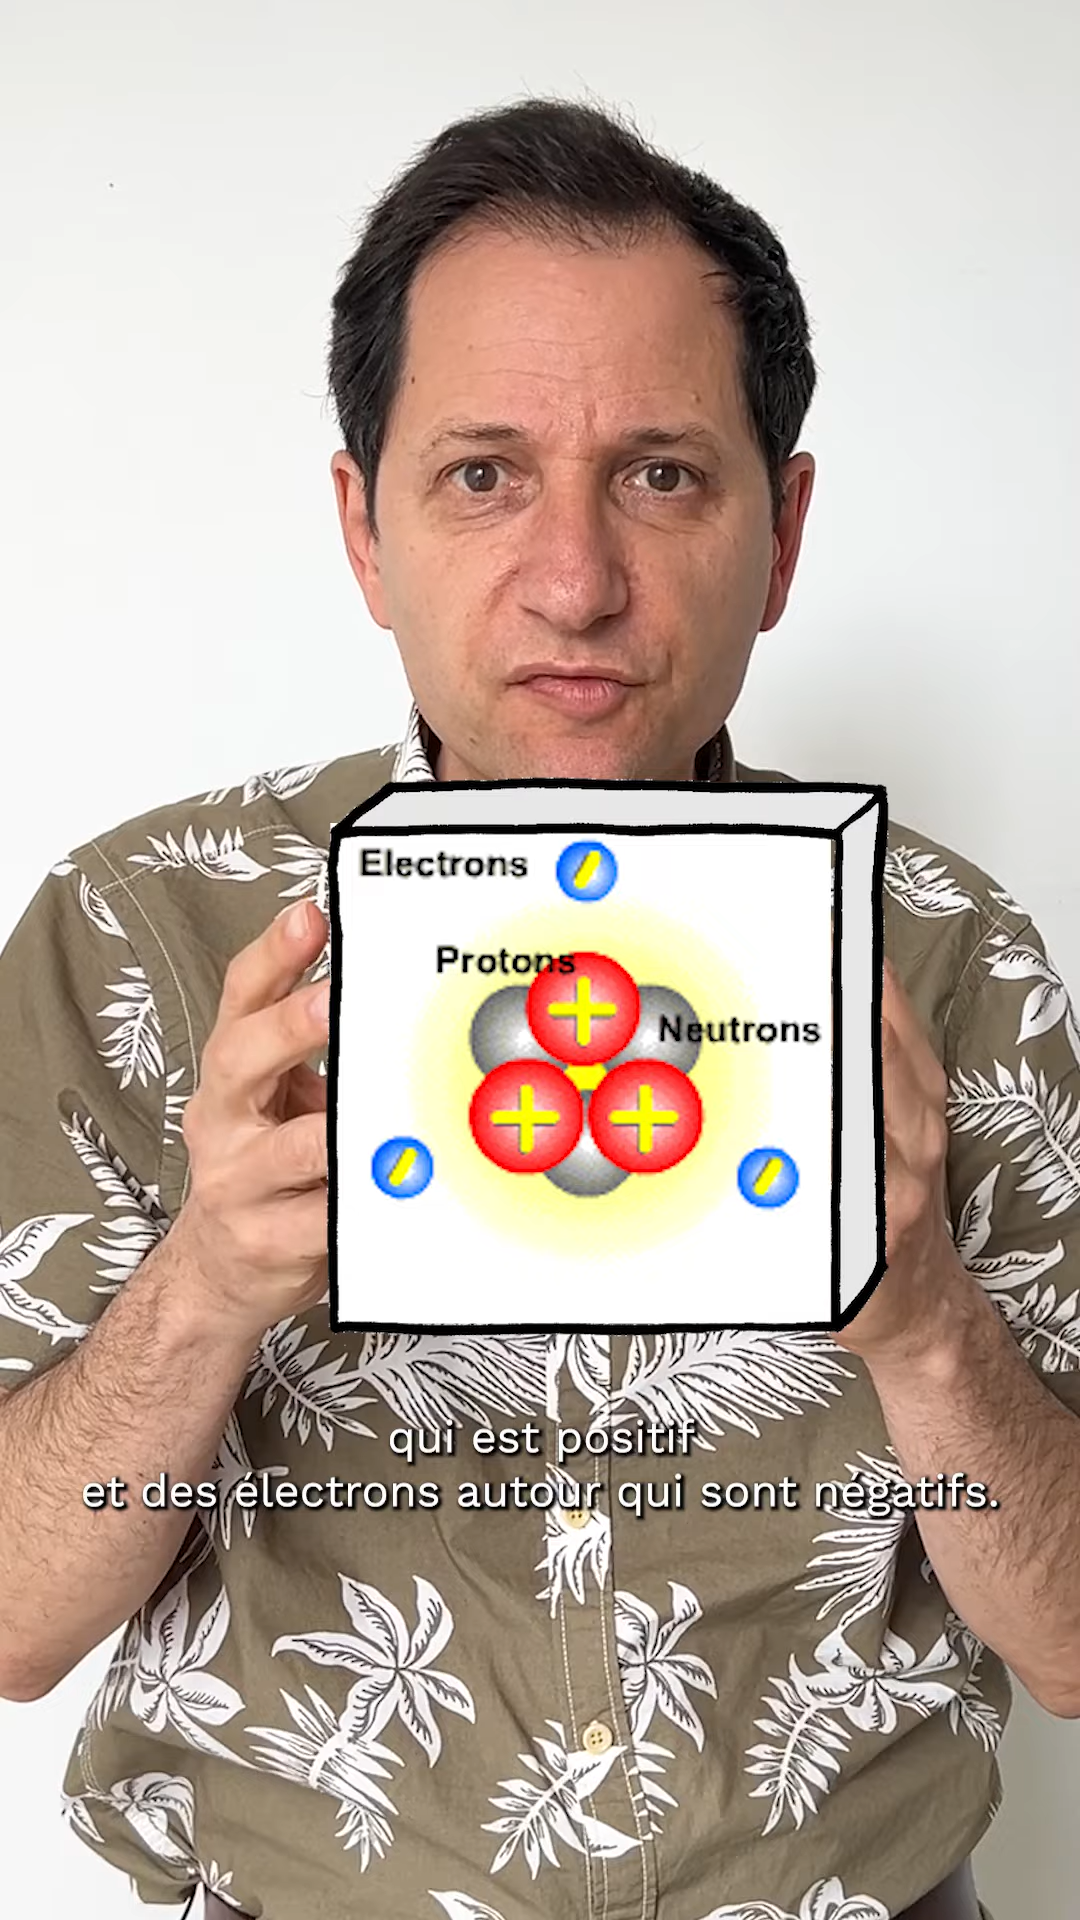 Electrons
Protons
Neutrons
qui est positif
et des électrons autour qui sont négatifs.